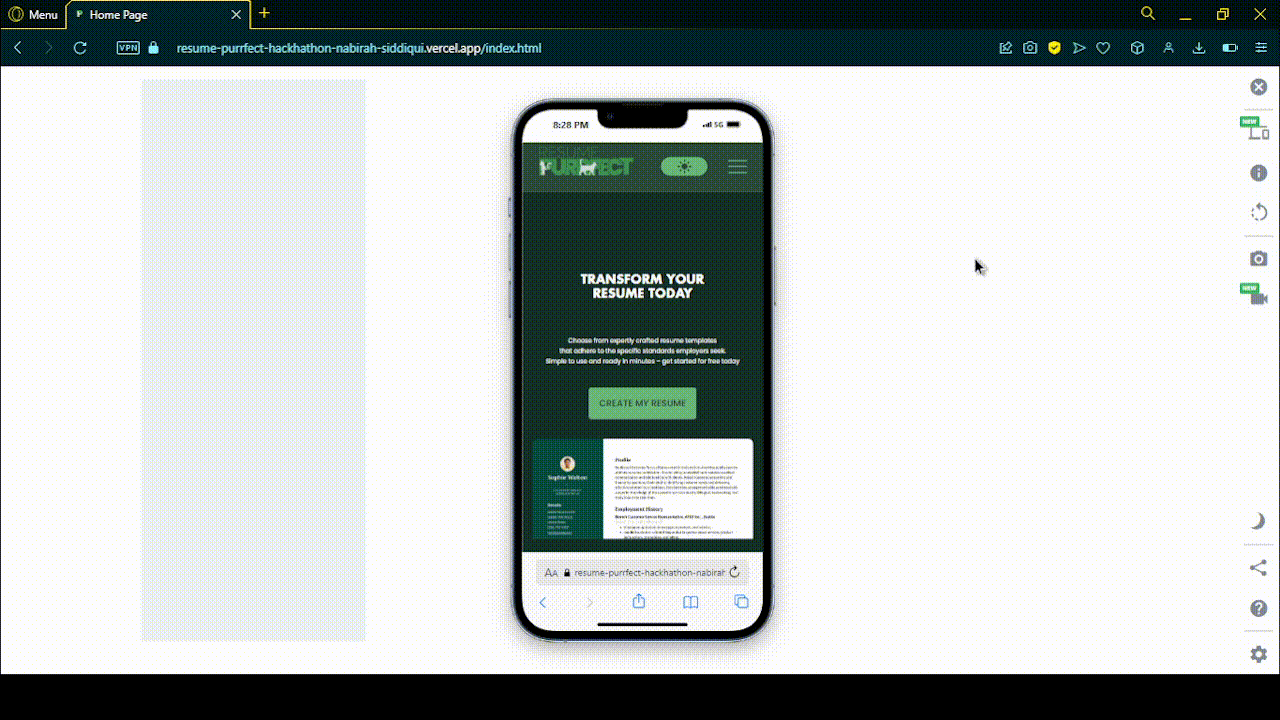 Menu
Home Page
VPN
resume-purrfect-hackhathon-nabirah-siddiqui.vercel.app/index.html
NEW
NEW
8:28 PM
5G
RESUME
PURRFECT
TRANSFORM YOUR
RESUME TODAY
Choose from expertly crafted resume templates
that adhere to the specific standards employers seek.
Simple to use and ready in minutes – get started for free today
CREATE MY RESUME
Profile
Employment History
AA resume-purrfect-hackhathon-nabirah